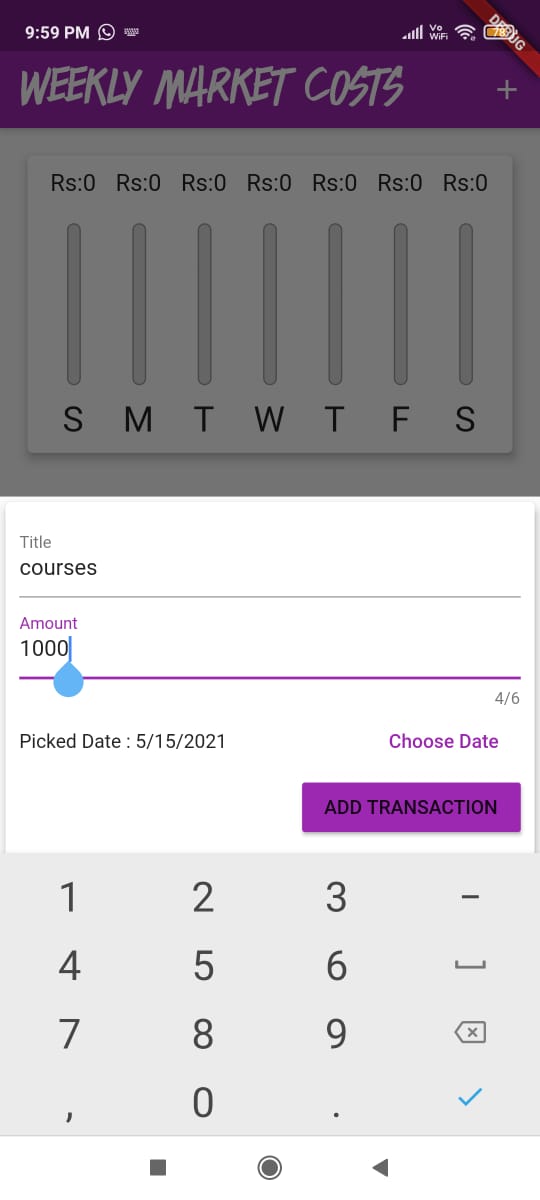 9:59 PM Vo WiFi 78
DEBUG
WEEKLY MARKET COSTS +
Rs:0 Rs:0 Rs:0 Rs:0 Rs:0 Rs:0 Rs:0
S M T W T F S
Title
courses
Amount
1000
4/6
Picked Date : 5/15/2021 Choose Date
ADD TRANSACTION
1 2 3 –
4 5 6
7 8 9
, 0 .